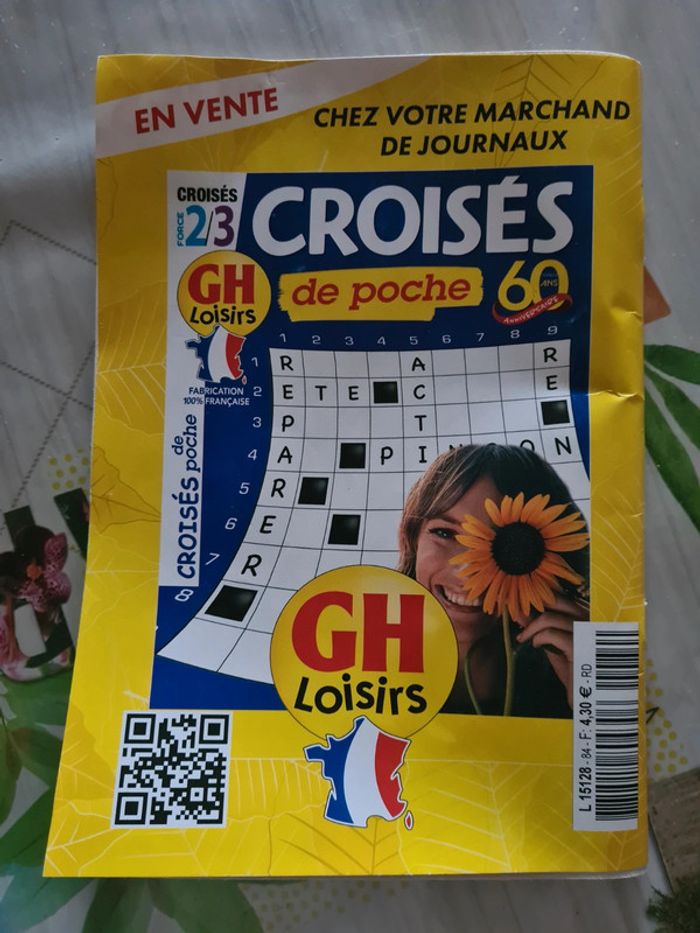 EN VENTE
CHEZ VOTRE MARCHAND
DE JOURNAUX
CROISÉS
FORCE
2/3
CROISÉS
de poche
60
ANS
ANNIVERSAIRE
GH
Loisirs
FABRICATION
100% FRANÇAISE
CROISÉS de poche
1 2 3 4 5 6 7 8 9
1 R A R
2 E T E C E
3 P T
4 A P I N S O N
5 R
6 E
7 R
8
GH
Loisirs
L 15128 - 84 - F: 4,30 € - RD